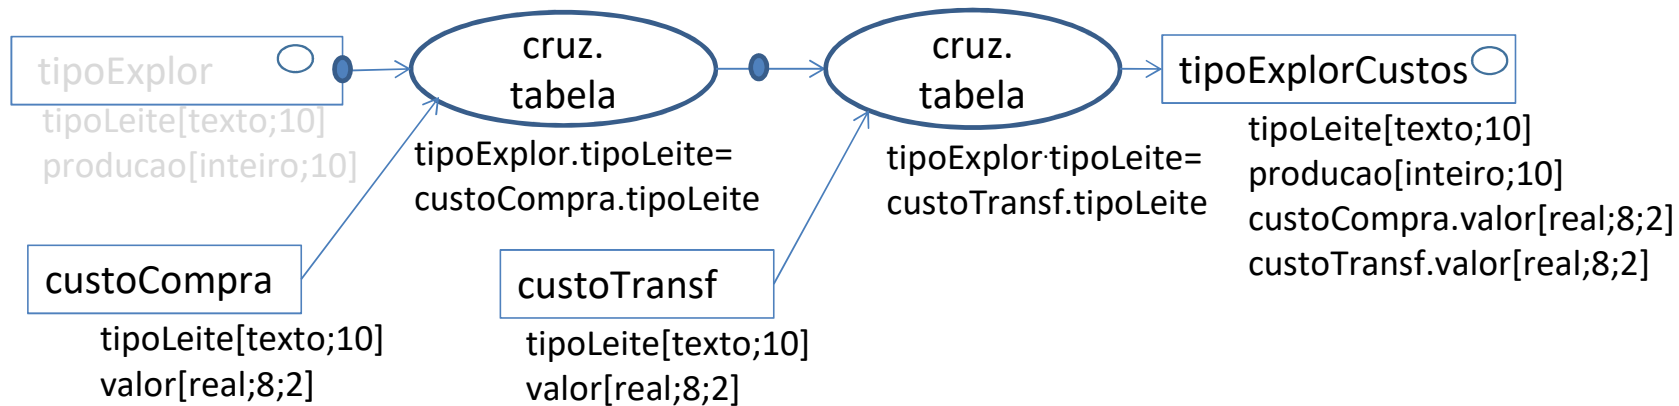 tipoExplor
tipoLeite[texto;10]
producao[inteiro;10]
cruz.
tabela
tipoExplor.tipoLeite=
custoCompra.tipoLeite
cruz.
tabela
tipoExplor.tipoLeite=
custoTransf.tipoLeite
tipoExplorCustos
tipoLeite[texto;10]
producao[inteiro;10]
custoCompra.valor[real;8;2]
custoTransf.valor[real;8;2]
custoCompra
tipoLeite[texto;10]
valor[real;8;2]
custoTransf
tipoLeite[texto;10]
valor[real;8;2]